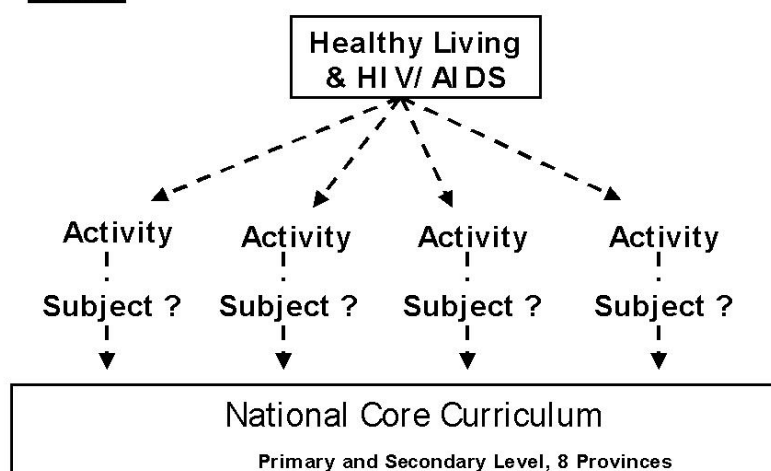 Healthy Living
& HIV/ AIDS
Activity Activity Activity Activity
Subject ? Subject ? Subject ? Subject ?
National Core Curriculum
Primary and Secondary Level, 8 Provinces